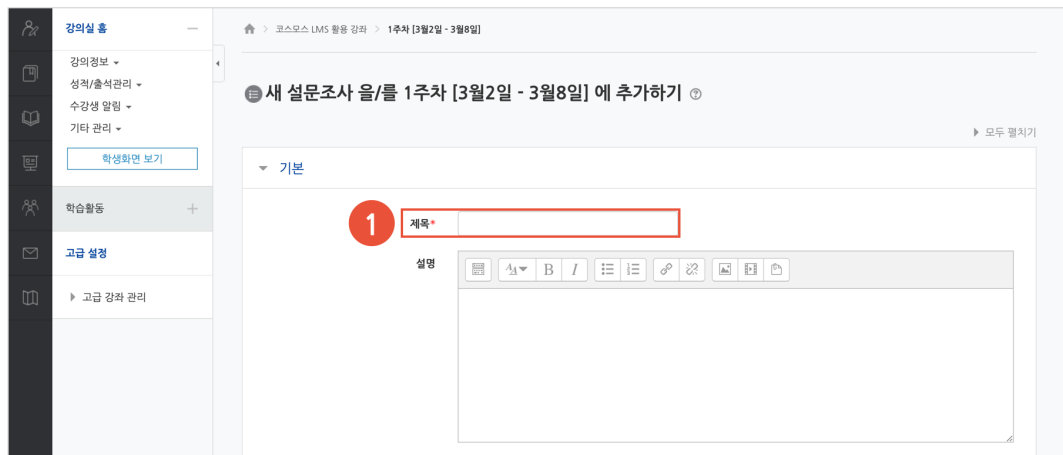 강의실 홈
강의정보
성적/출석관리
수강생 알림
기타 관리
학생화면 보기
학습활동
고급 설정
고급 강좌 관리
코스모스 LMS 활용 강좌 > 1주차 [3월2일 - 3월8일]
새 설문조사 을/를 1주차 [3월2일 - 3월8일] 에 추가하기
모두 펼치기
기본
1 제목*
설명
B I